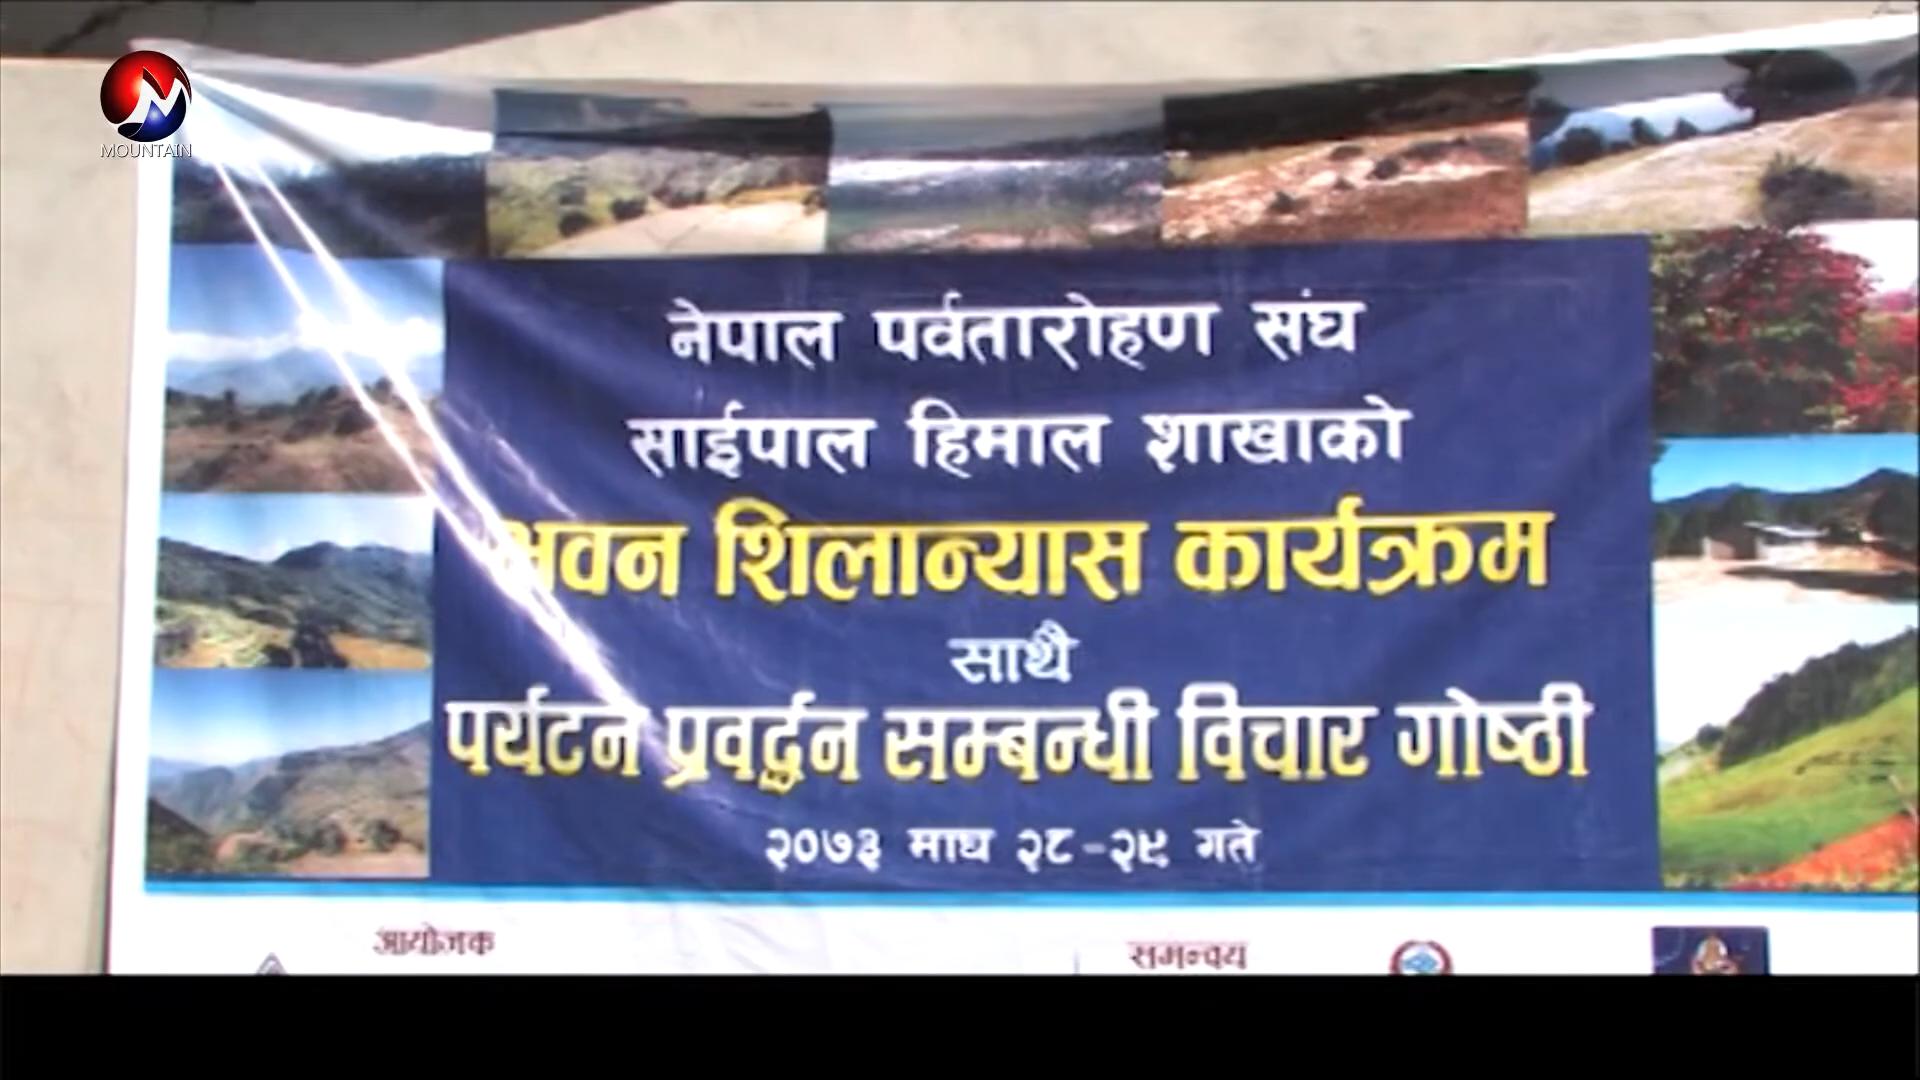 MOUNTAIN
नेपाल पर्वतारोहण संघ
साईपाल हिमाल शाखाको
भवन शिलान्यास कार्यक्रम
साथै
पर्यटन प्रवर्द्धन सम्बन्धी विचार गोष्ठी
२०७३ माघ २८-२९ गते
आयोजक
समन्वय